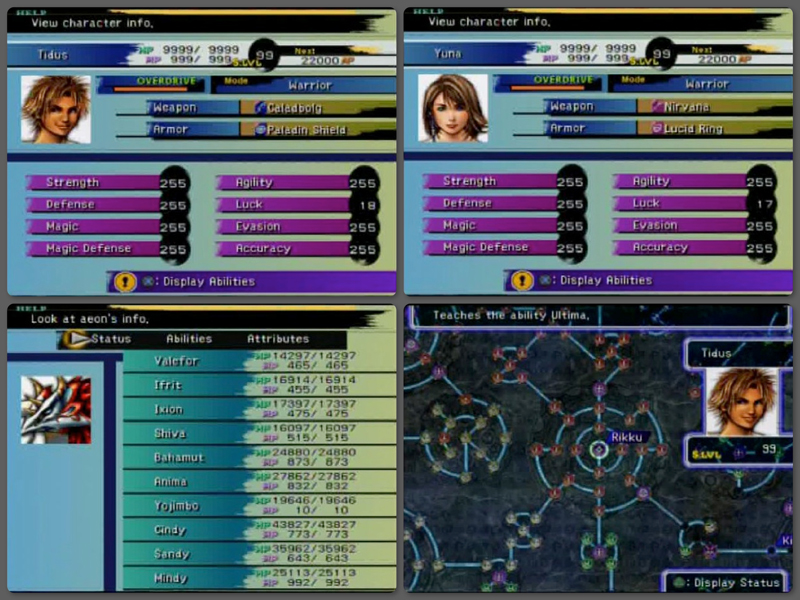 HELP
View character info.
Tidus
HP 9999/ 9999
MP 999/ 999
S.LVL 99
Next
22000 AP
OVERDRIVE
Mode
Warrior
Weapon
Caladbolg
Armor
Paladin Shield
Strength 255
Agility 255
Defense 255
Luck 18
Magic 255
Evasion 255
Magic Defense 255
Accuracy 255
: Display Abilities
HELP
View character info.
Yuna
HP 9999/ 9999
MP 999/ 999
S.LVL 99
Next
22000 AP
OVERDRIVE
Mode
Warrior
Weapon
Nirvana
Armor
Lucid Ring
Strength 255
Agility 255
Defense 255
Luck 17
Magic 255
Evasion 255
Magic Defense 255
Accuracy 255
: Display Abilities
HELP
Look at aeon's info.
Status Abilities Attributes
Valefor
HP 14297/14297
MP 465/ 465
Ifrit
HP 16914/16914
MP 455/ 455
Ixion
HP 17397/17397
MP 475/ 475
Shiva
HP 16097/16097
MP 515/ 515
Bahamut
HP 24880/24880
MP 873/ 873
Anima
HP 27862/27862
MP 832/ 832
Yojimbo
HP 19646/19646
MP 10/ 10
Cindy
HP 43827/43827
MP 773/ 773
Sandy
HP 35962/35962
MP 643/ 643
Mindy
HP 25113/25113
MP 992/ 992
Teaches the ability Ultima.
Tidus
S.LVL 99
Rikku
Ki
: Display Status